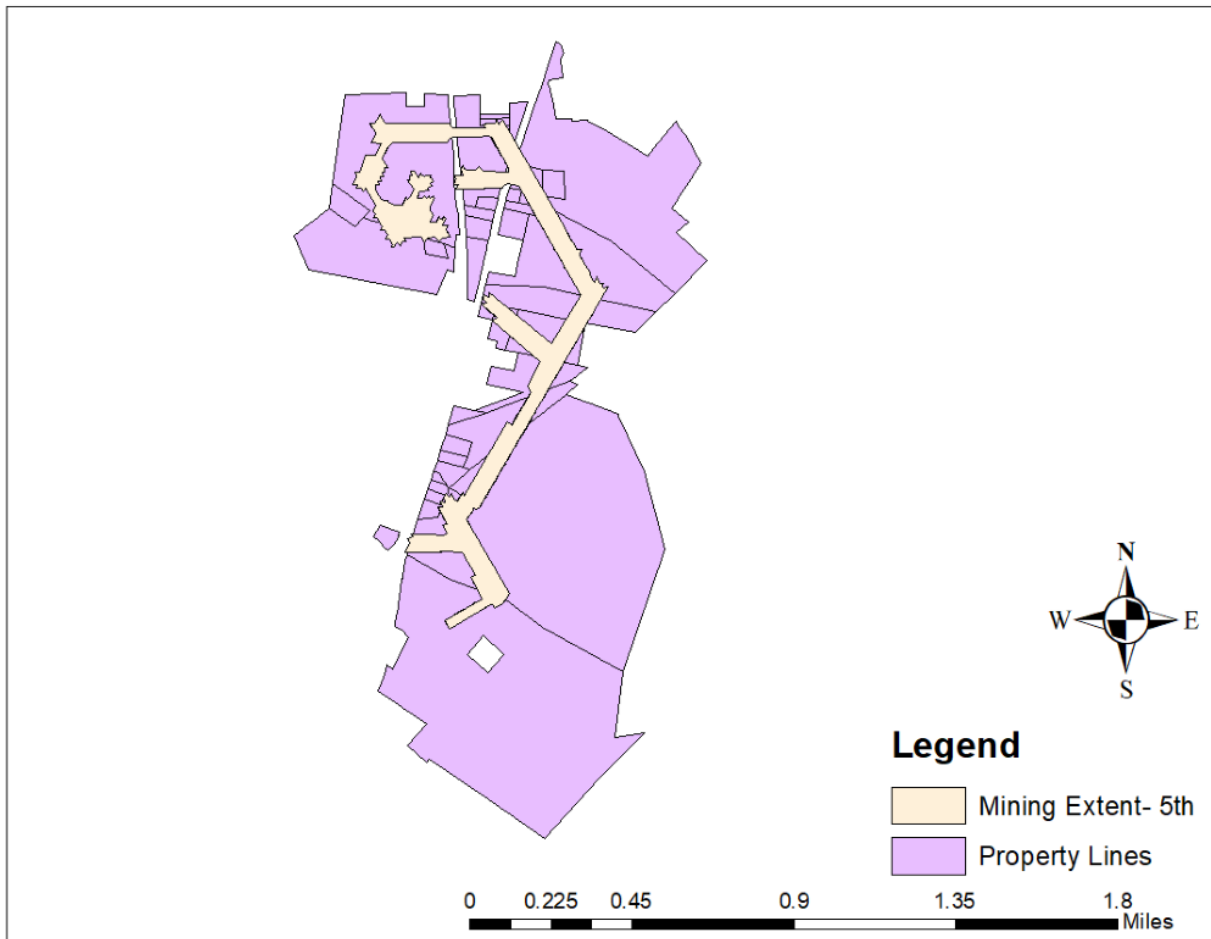 N
W E
S
Legend
Mining Extent- 5th
Property Lines
0 0.225 0.45 0.9 1.35 1.8
Miles